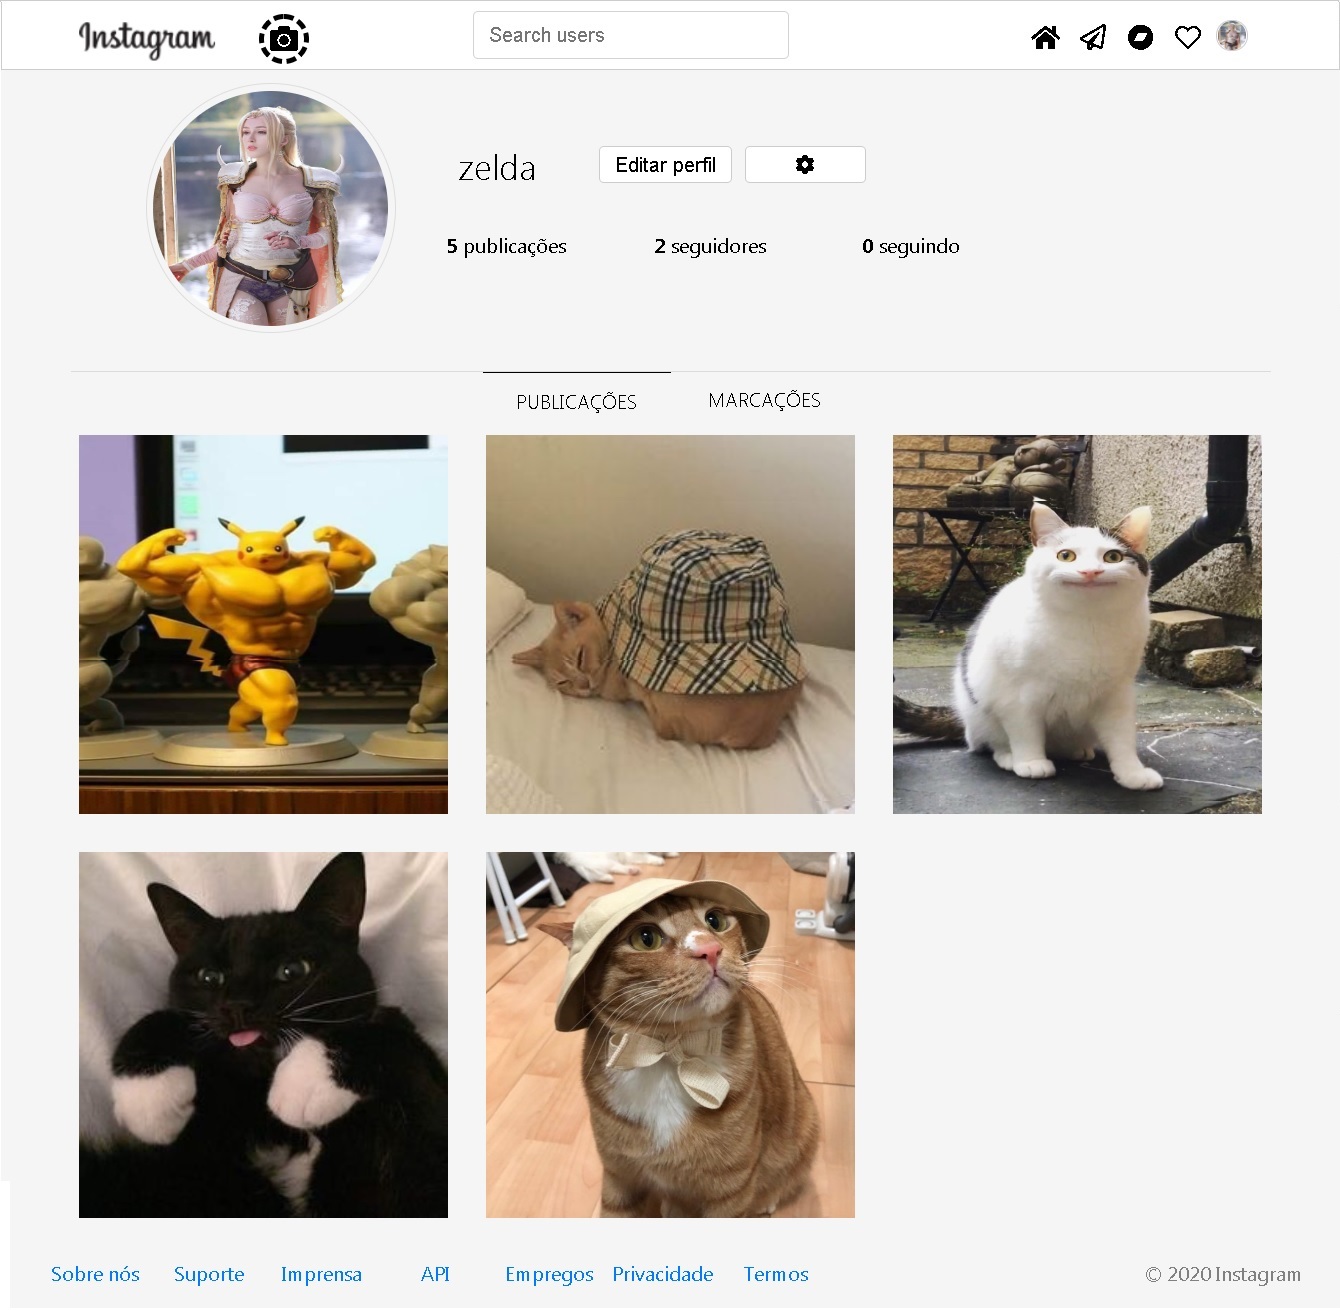 Instagram
Search users
zelda
Editar perfil
5 publicações 2 seguidores 0 seguindo
PUBLICAÇÕES MARCAÇÕES
Sobre nós Suporte Imprensa API Empregos Privacidade Termos © 2020 Instagram